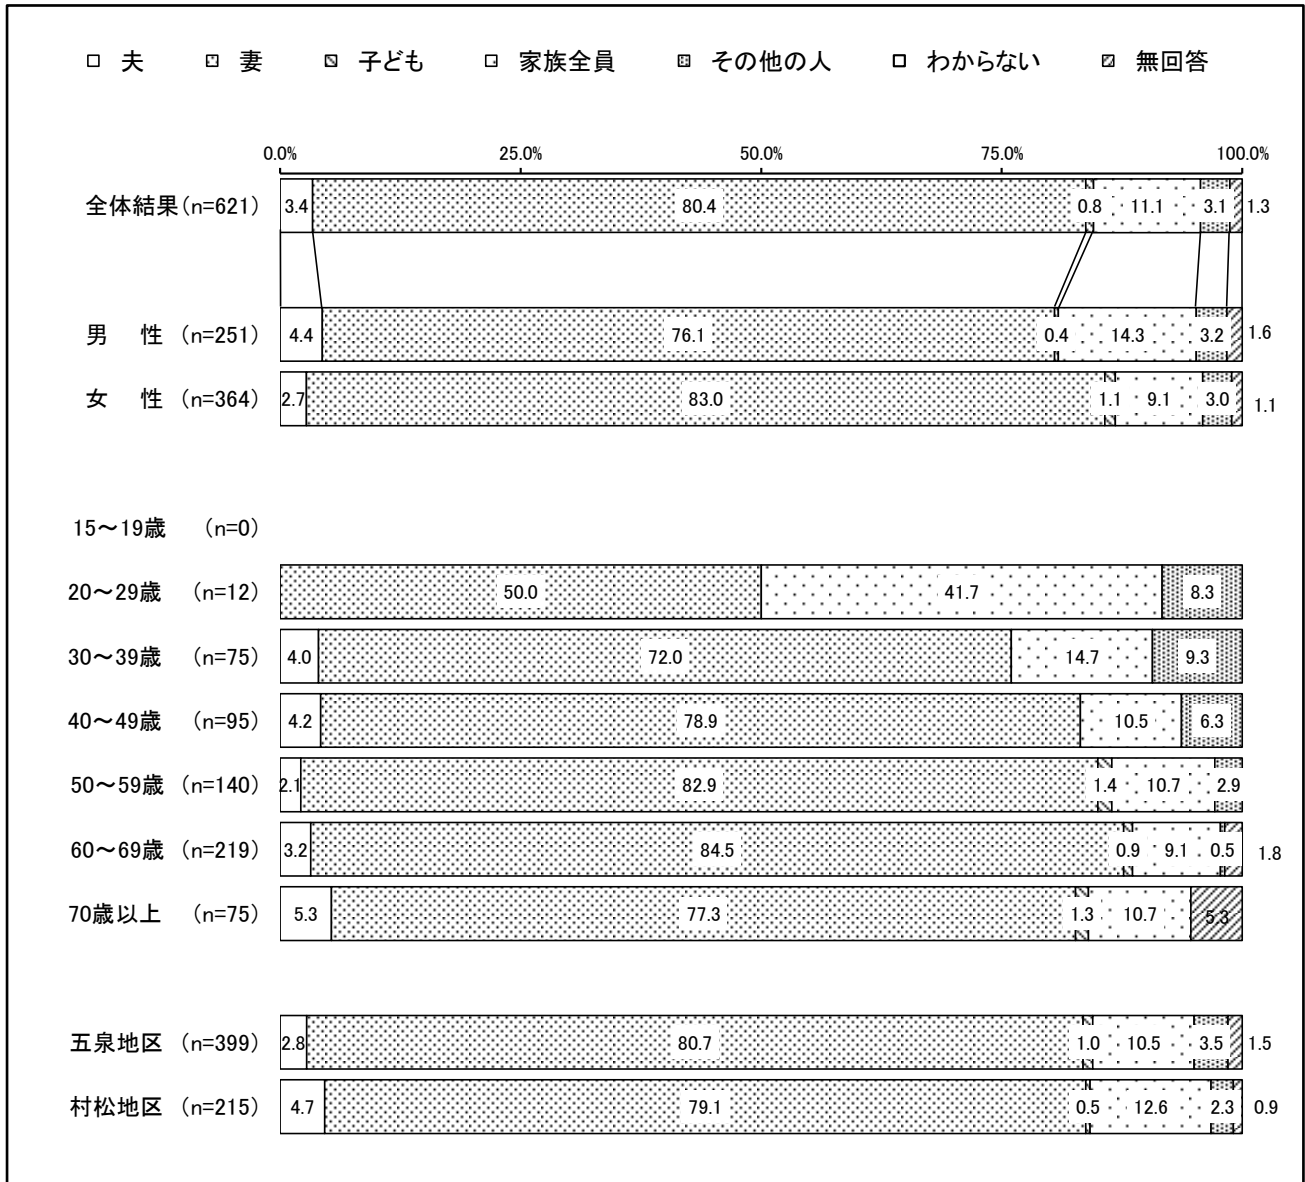 夫 妻 子ども 家族全員 その他の人 わからない 無回答
0.0% 25.0% 50.0% 75.0% 100.0%
全体結果(n=621) 3.4 80.4 0.8 11.1 3.1 1.3
男 性 (n=251) 4.4 76.1 0.4 14.3 3.2 1.6
女 性 (n=364) 2.7 83.0 1.1 9.1 3.0 1.1
15～19歳 (n=0)
20～29歳 (n=12) 50.0 41.7 8.3
30～39歳 (n=75) 4.0 72.0 14.7 9.3
40～49歳 (n=95) 4.2 78.9 10.5 6.3
50～59歳 (n=140) 2.1 82.9 1.4 10.7 2.9
60～69歳 (n=219) 3.2 84.5 0.9 9.1 0.5 1.8
70歳以上 (n=75) 5.3 77.3 1.3 10.7 5.3
五泉地区 (n=399) 2.8 80.7 1.0 10.5 3.5 1.5
村松地区 (n=215) 4.7 79.1 0.5 12.6 2.3 0.9